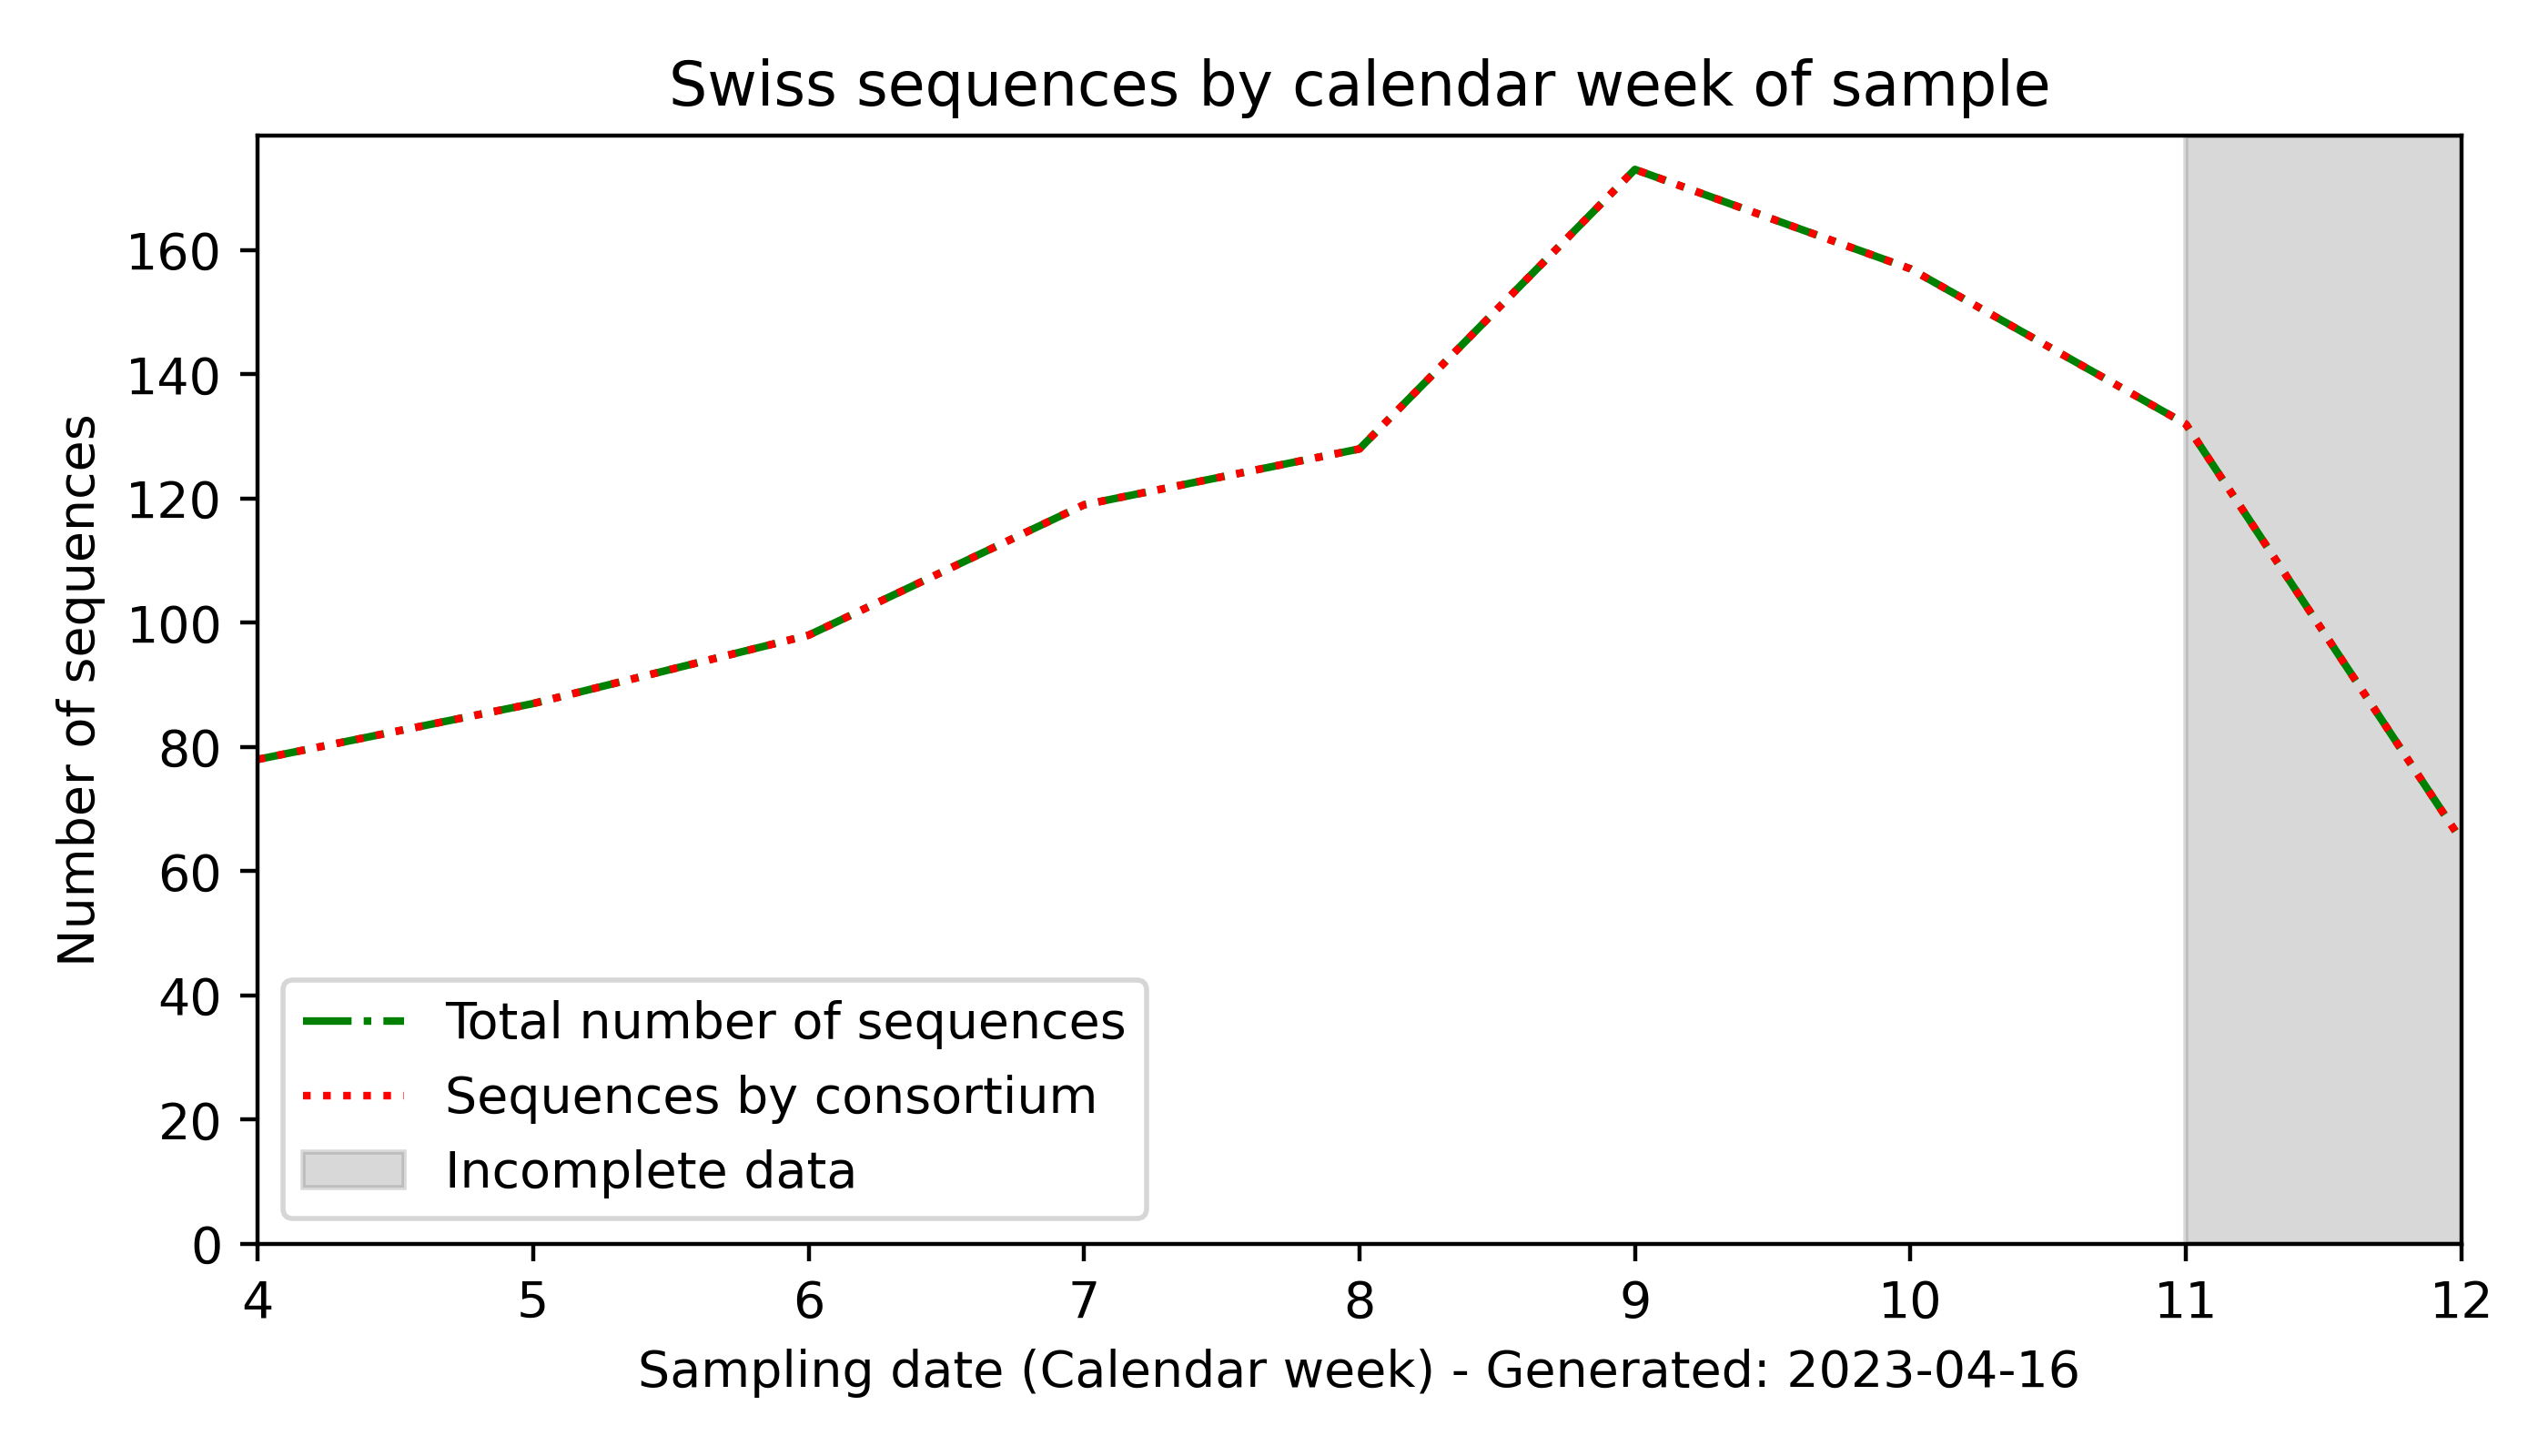 Swiss sequences by calendar week of sample
Number of sequences
160
140
120
100
80
60
40
20
0
Total number of sequences
Sequences by consortium
Incomplete data
4 5 6 7 8 9 10 11 12
Sampling date (Calendar week) - Generated: 2023-04-16